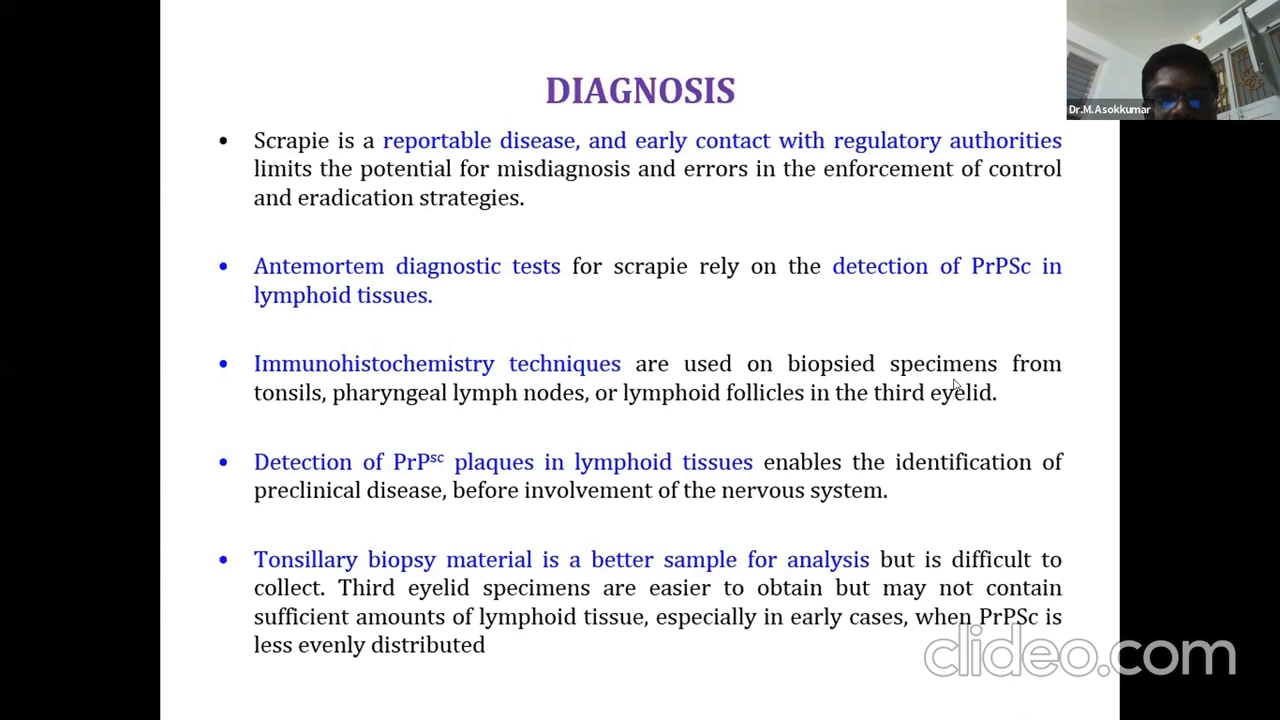 DIAGNOSIS
Dr.M.Asokkumar
• Scrapie is a reportable disease, and early contact with regulatory authorities
limits the potential for misdiagnosis and errors in the enforcement of control
and eradication strategies.
• Antemortem diagnostic tests for scrapie rely on the detection of PrPSc in
lymphoid tissues.
• Immunohistochemistry techniques are used on biopsied specimens from
tonsils, pharyngeal lymph nodes, or lymphoid follicles in the third eyelid.
• Detection of PrPsc plaques in lymphoid tissues enables the identification of
preclinical disease, before involvement of the nervous system.
• Tonsillary biopsy material is a better sample for analysis but is difficult to
collect. Third eyelid specimens are easier to obtain but may not contain
sufficient amounts of lymphoid tissue, especially in early cases, when PrPSc is
less evenly distributed
clideo.com